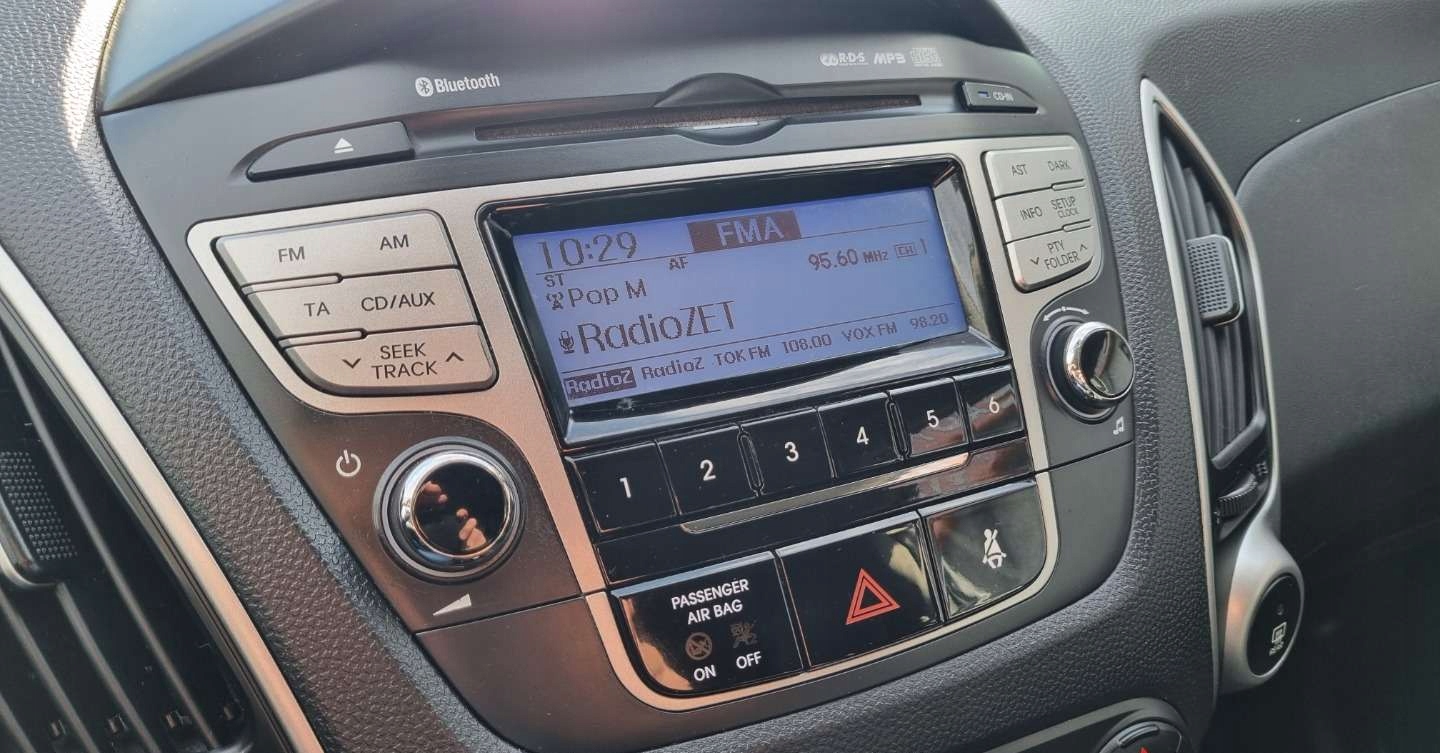 Bluetooth
R·D·S MP3
CD-IN
FM AM
TA CD/AUX
SEEK
TRACK
10:29 FMA
ST AF 95.60 MHz CH 1
Pop M
RadioZET
RadioZ RadioZ TOK FM 108.00 VOX FM 98.20
AST DARK
INFO SETUP
CLOCK
PTY
FOLDER
1 2 3 4 5 6
PASSENGER
AIR BAG
ON OFF